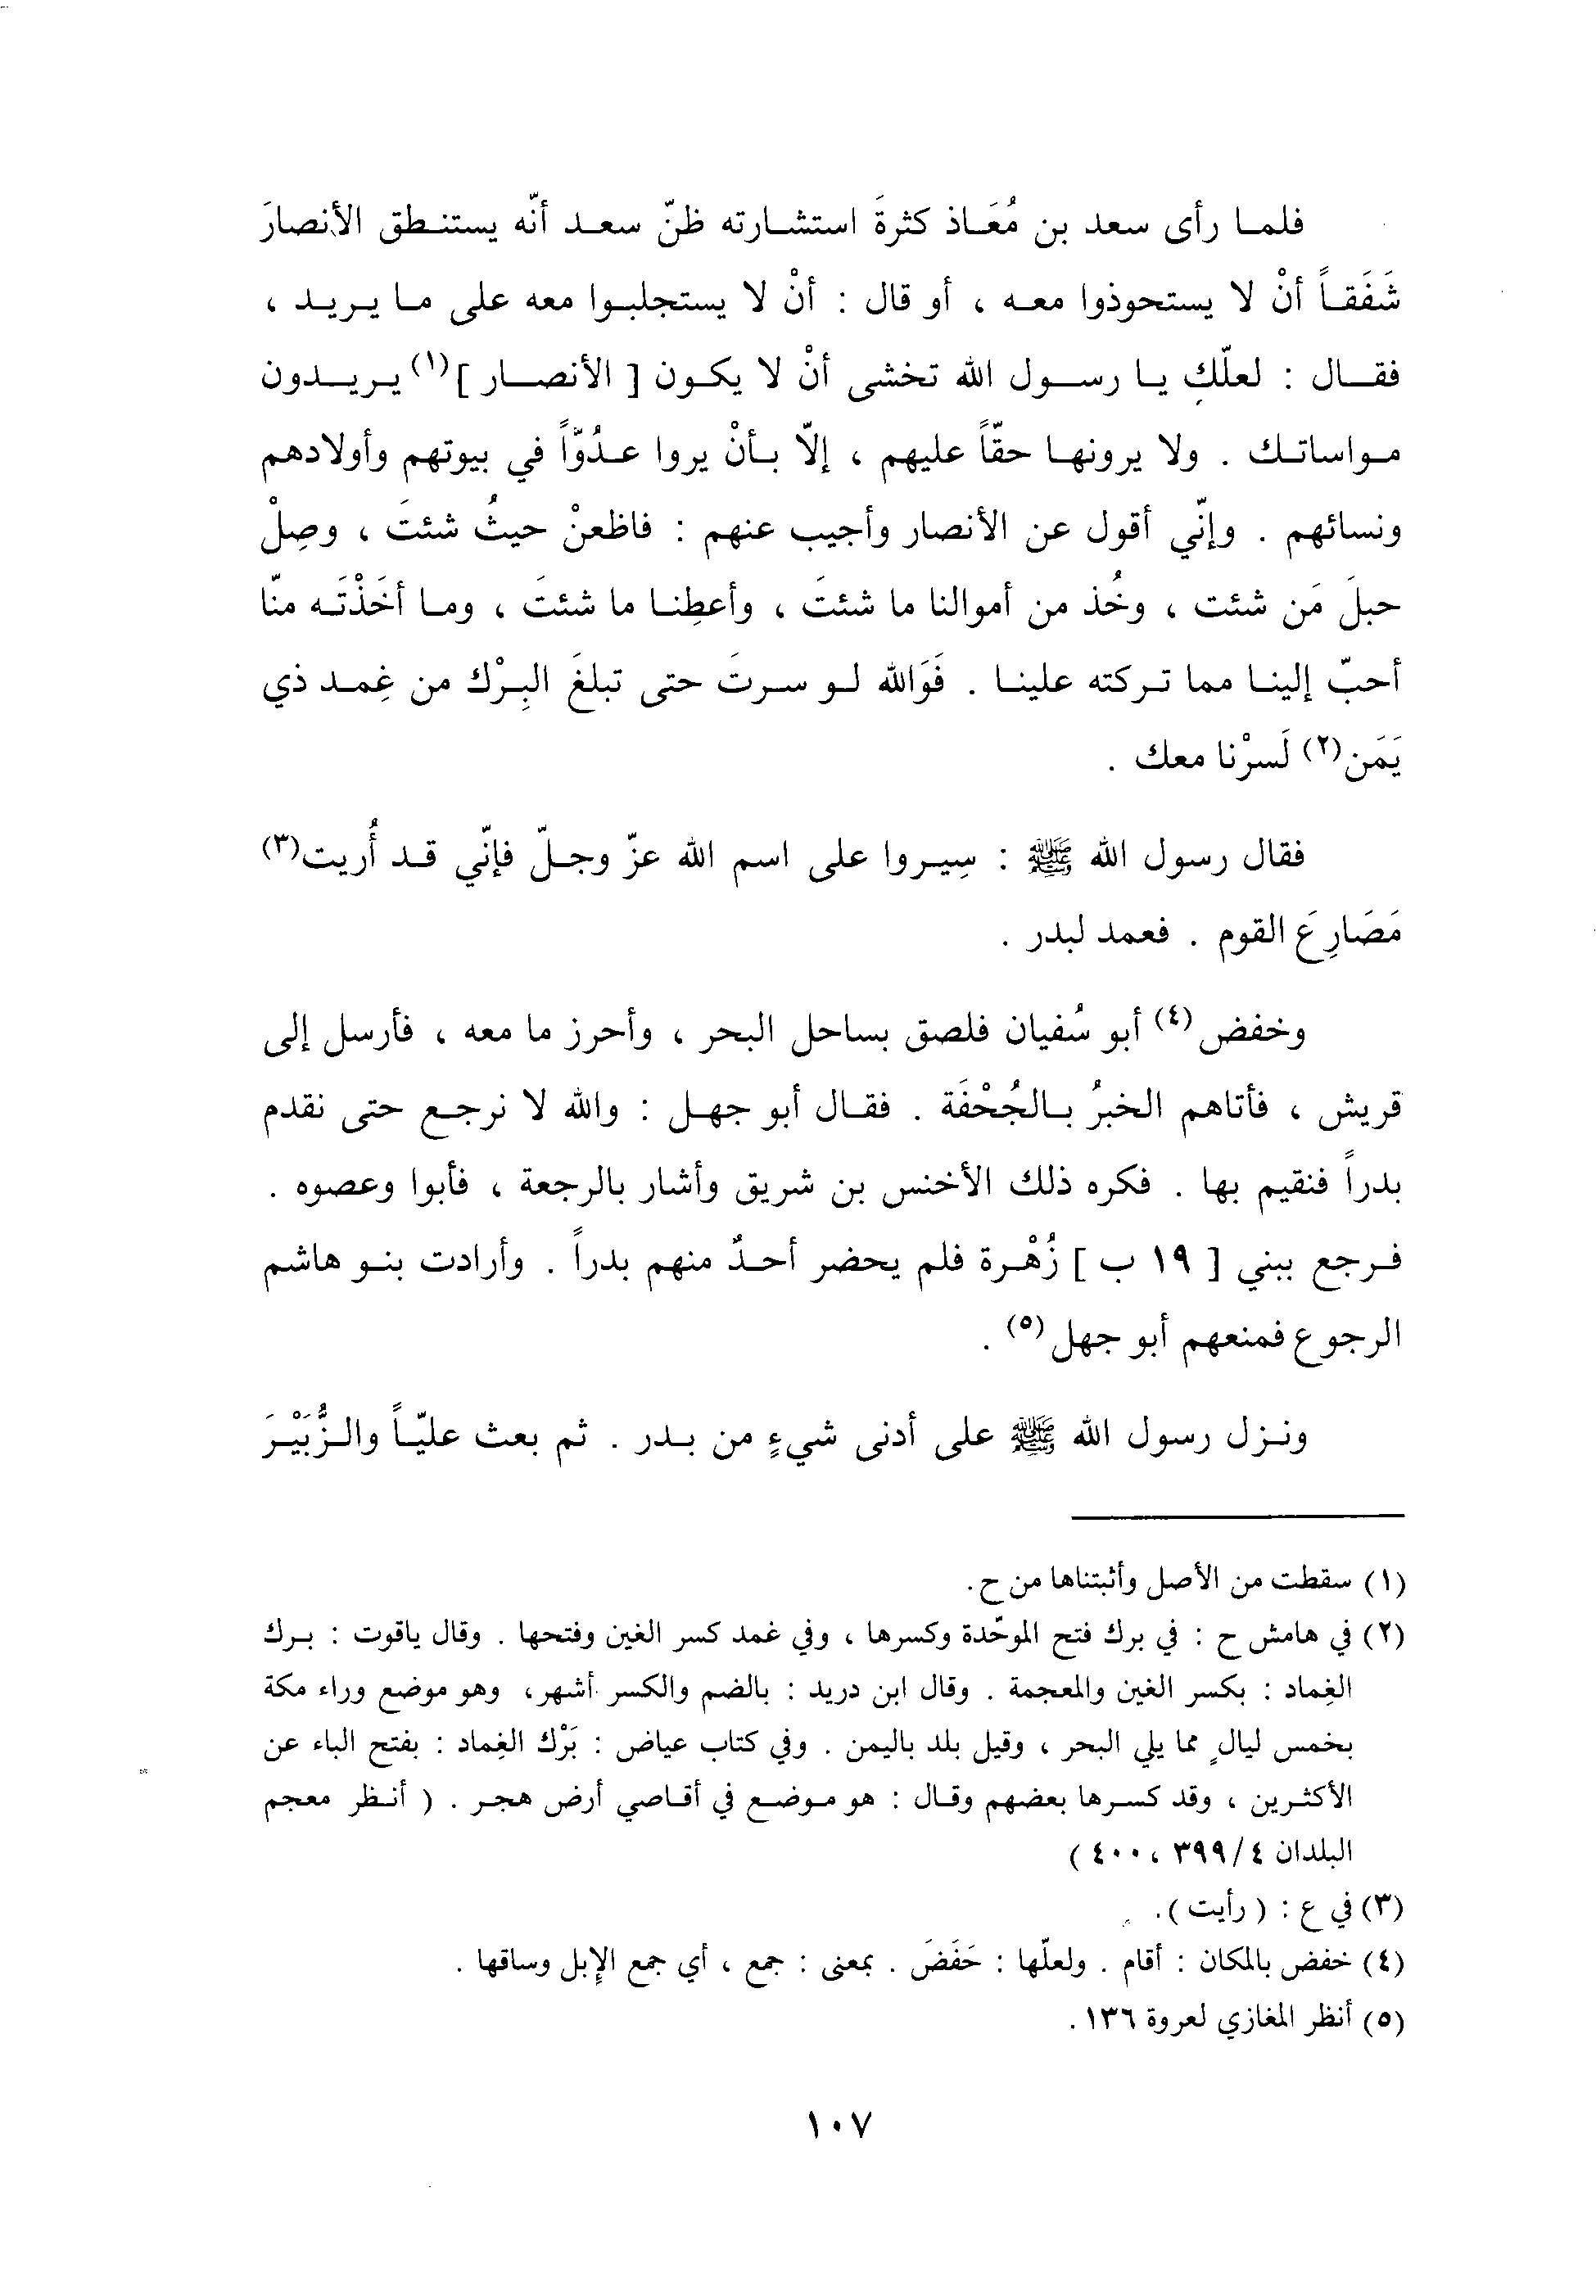 فلما رأى سعد بن مُعَاذ كثرةَ استشارته ظنّ سعد أنّه يستنطق الأنصارَ
شَفَقاً أنْ لا يستحوذوا معه ، أو قال : أنْ لا يستجلبوا معه على ما يريد ،
فقال : لعلّك يا رسول الله تخشى أنْ لا يكون [ الأنصار ](١) يريدون
مواساتك . ولا يرونها حقّاً عليهم ، إلّا بأنْ يروا عدُوّاً في بيوتهم وأولادهم
ونسائهم . وإنّي أقول عن الأنصار وأجيب عنهم : فاظعنْ حيثُ شئتَ ، وصِلْ
حبلَ مَن شئت ، وخُذ من أموالنا ما شئتَ ، وأعطِنا ما شئتَ ، وما أخَذْتَه منّا
أحبّ إلينا مما تركته علينا . فَوَالله لو سرتَ حتى تبلغَ البِرْك من غِمد ذي
يَمَن(٢) لَسرْنا معك .
فقال رسول الله ﷺ : سِيروا على اسم الله عزّ وجلّ فإنّي قد أُريت(٣)
مَصَارِعَ القوم . فعمد لبدر .
وخفض(٤) أبو سُفيان فلصق بساحل البحر ، وأحرز ما معه ، فأرسل إلى
قريش ، فأتاهم الخبرُ بالجُحْفَة . فقال أبو جهل : والله لا نرجع حتى نقدم
بدراً فنقيم بها . فكره ذلك الأخنس بن شريق وأشار بالرجعة ، فأبوا وعصوه .
فرجع ببني [ ١٩ ب ] زُهْرة فلم يحضر أحدٌ منهم بدراً . وأرادت بنو هاشم
الرجوع فمنعهم أبو جهل(٥) .
ونزل رسول الله ﷺ على أدنى شيءٍ من بدر . ثم بعث عليّاً والزُّبَيْرَ
(١) سقطت من الأصل وأثبتناها من ح.
(٢) في هامش ح : في برك فتح الموحّدة وكسرها ، وفي غمد كسر الغين وفتحها . وقال ياقوت : برك
الغِماد : بكسر الغين والمعجمة . وقال ابن دريد : بالضم والكسر أشهر، وهو موضع وراء مكة
بخمس ليالٍ مما يلي البحر ، وقيل بلد باليمن . وفي كتاب عياض : بَرْك الغِماد : بفتح الباء عن
الأكثرين ، وقد كسرها بعضهم وقال : هو موضع في أقاصي أرض هجر . ( أنظر معجم
البلدان ٤/٣٩٩ ، ٤٠٠ )
(٣) في ع : ( رأيت ).
(٤) خفض بالمكان : أقام . ولعلّها : حَفَضَ . بمعنى : جمع ، أي جمع الإبل وساقها .
(٥) أنظر المغازي لعروة ١٣٦ .
١٠٧